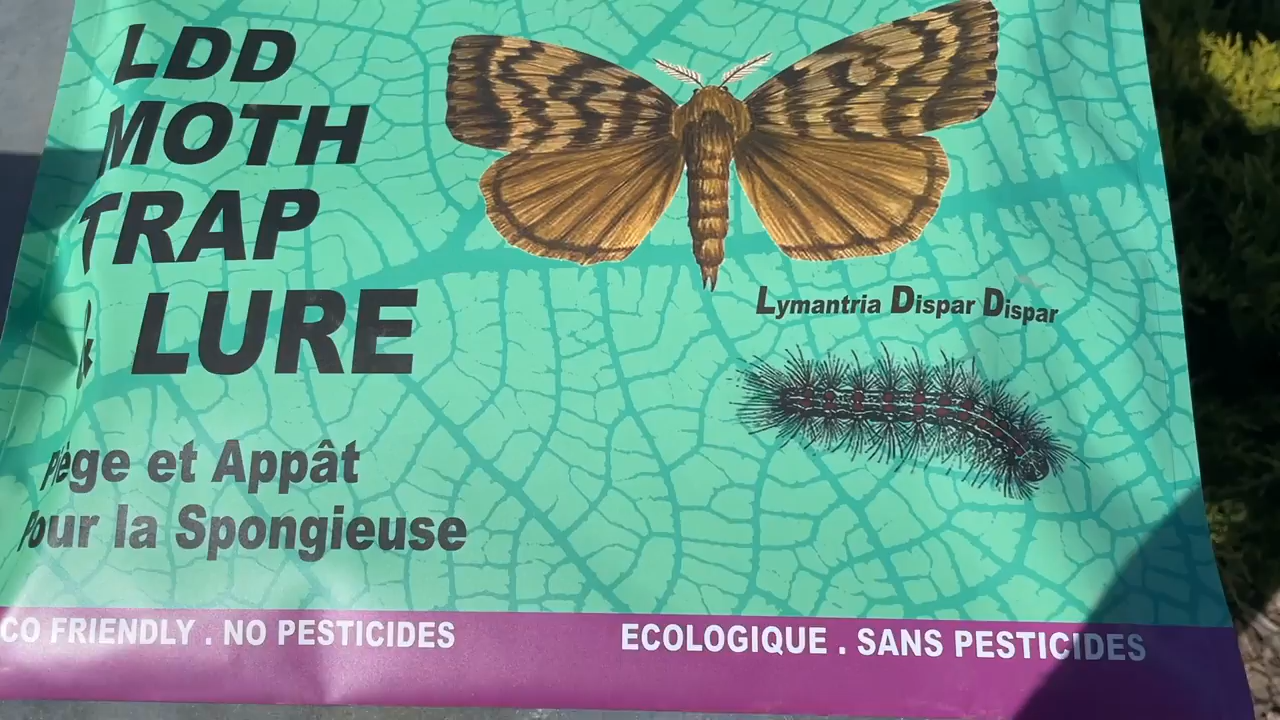 LDD
MOTH
TRAP
& LURE
Lymantria Dispar Dispar
Piège et Appât
Pour la Spongieuse
CO FRIENDLY . NO PESTICIDES
ECOLOGIQUE . SANS PESTICIDES